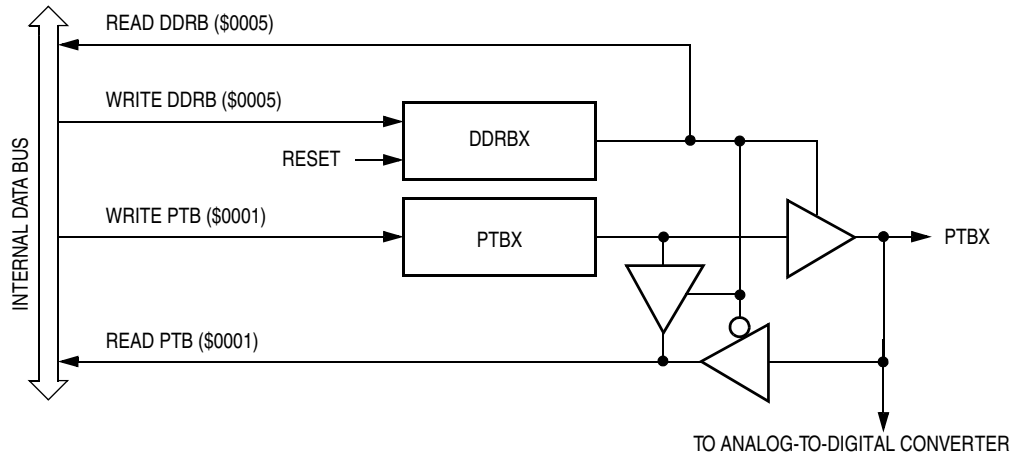 READ DDRB ($0005)
WRITE DDRB ($0005)
DDRBX
RESET
WRITE PTB ($0001)
PTBX
PTBX
INTERNAL DATA BUS
READ PTB ($0001)
TO ANALOG-TO-DIGITAL CONVERTER